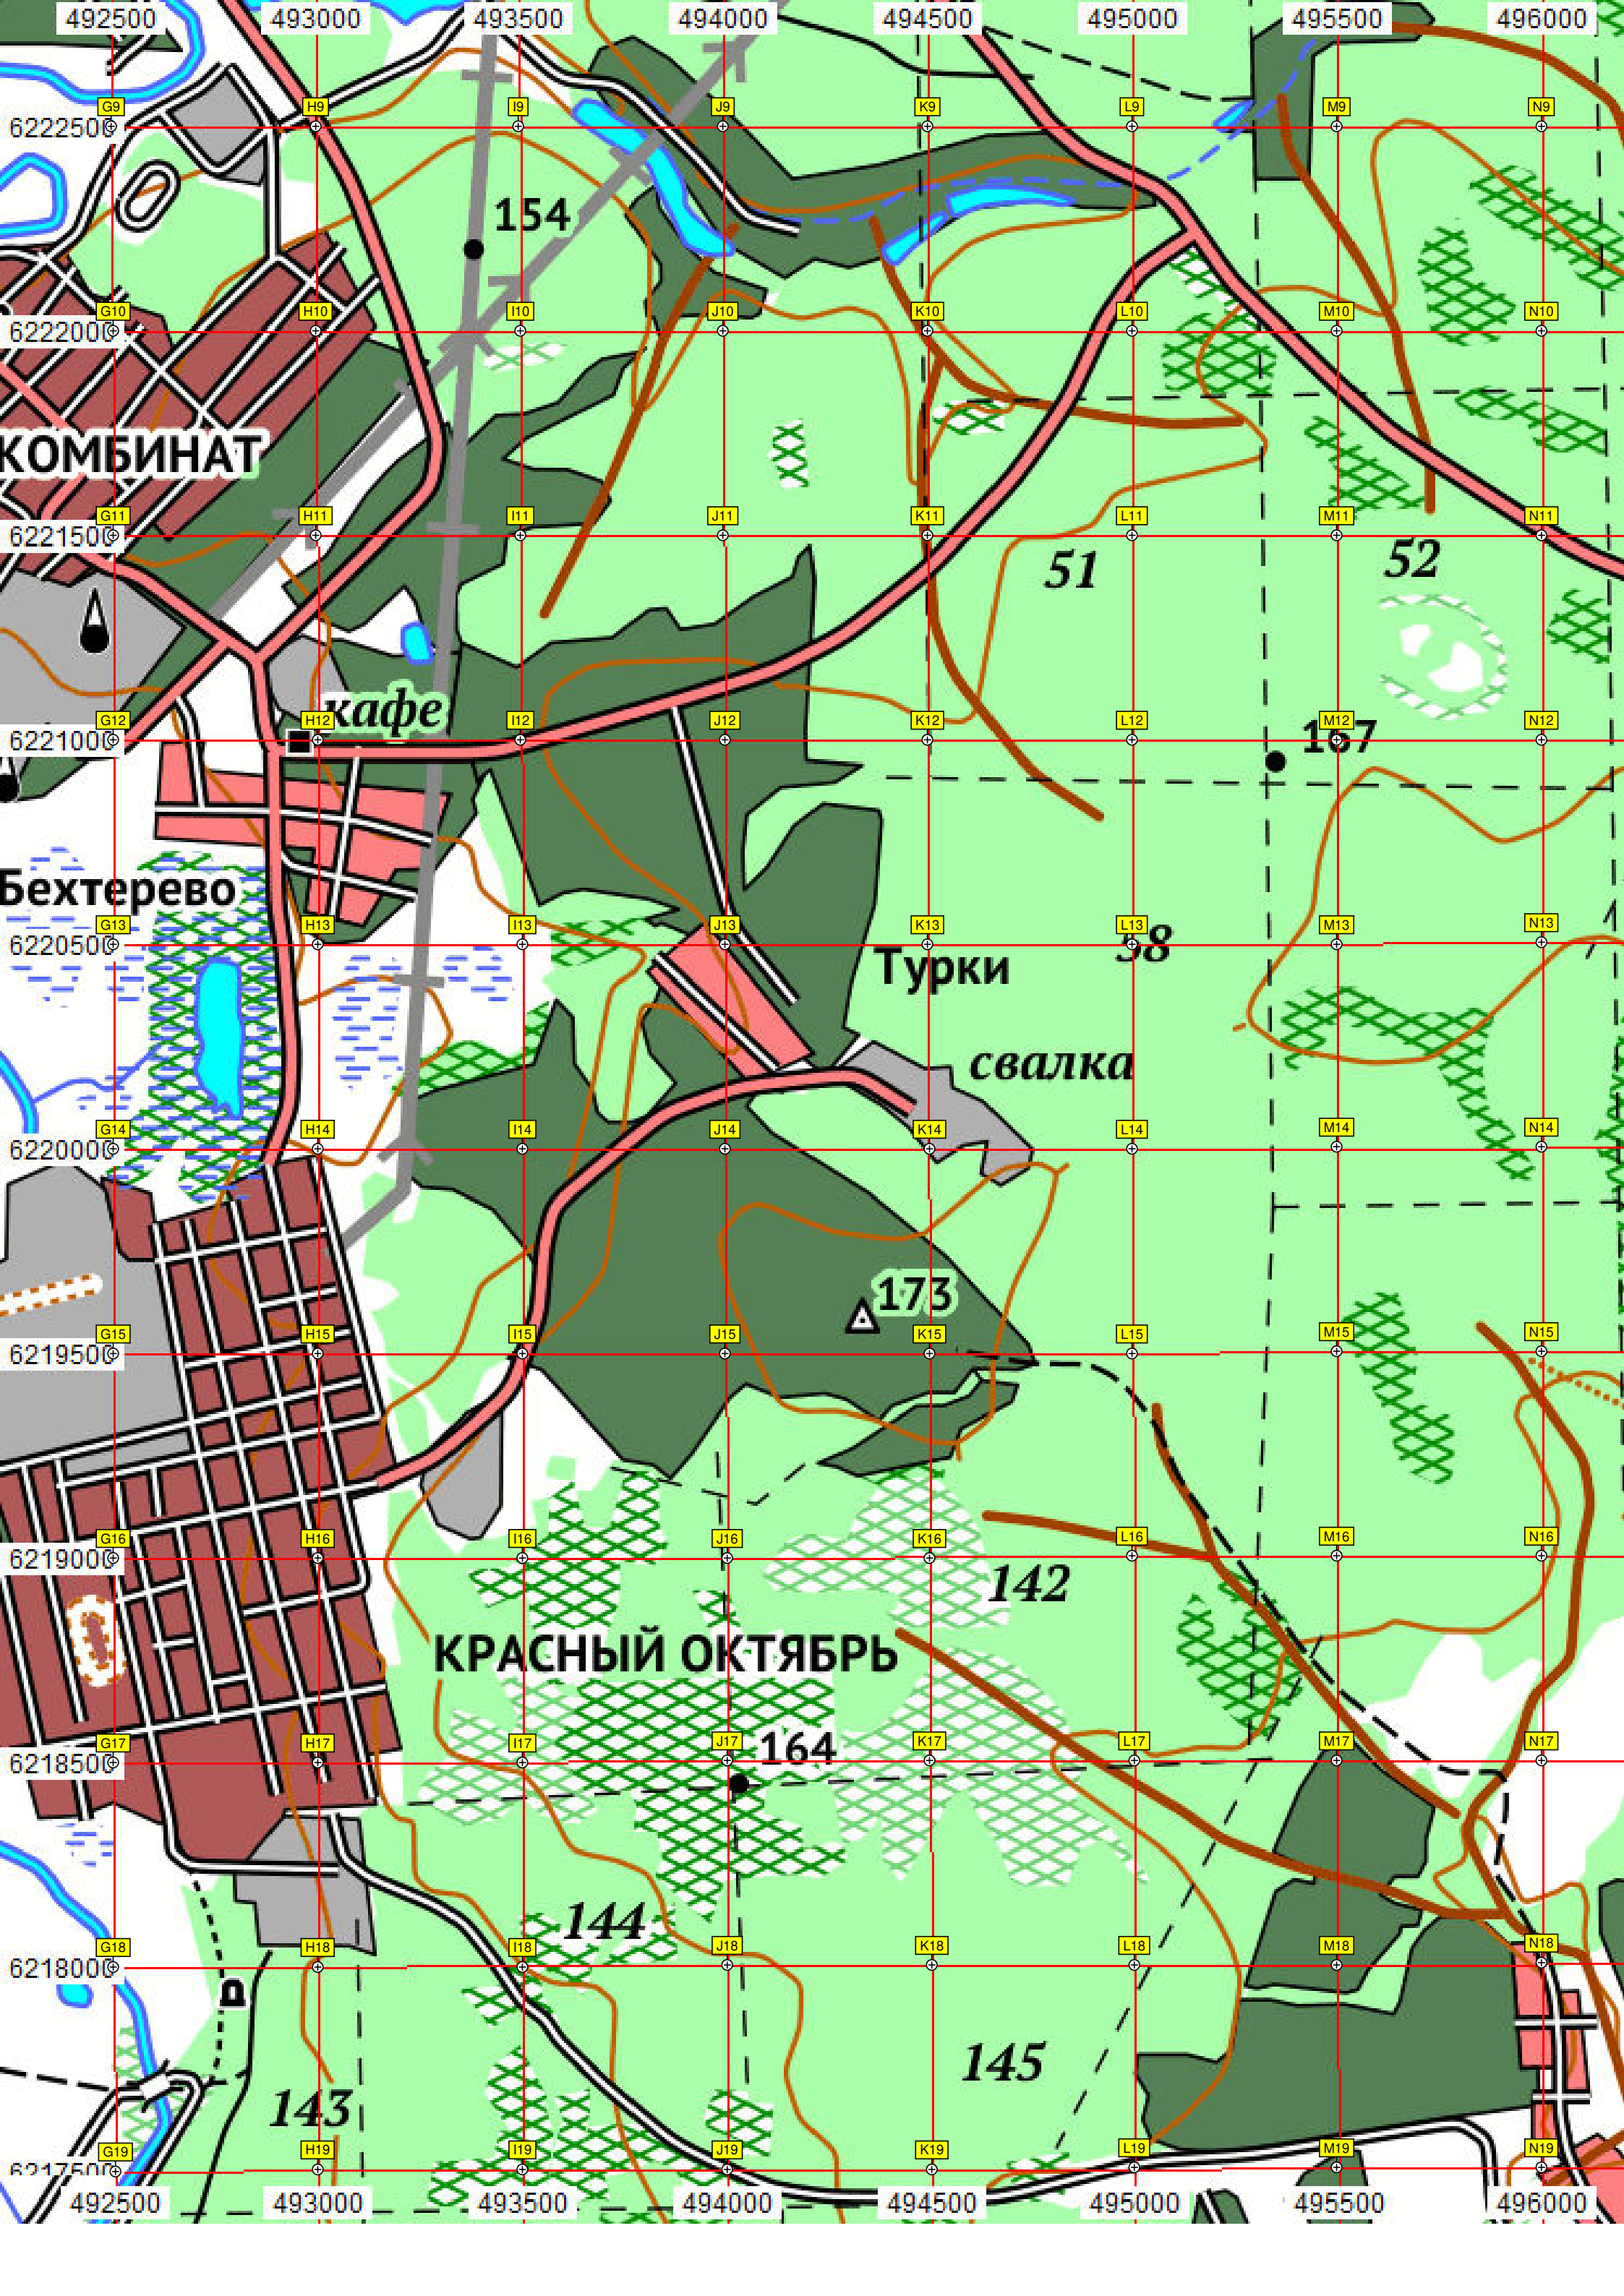 492500 493000 493500 494000 494500 495000 495500 496000
G9 H9 I9 J9 K9 L9 M9 N9
6222500
154
G10 H10 I10 J10 K10 L10 M10 N10
6222000
КОМБИНАТ
G11 H11 I11 J11 K11 L11 M11 N11
6221500
51 52
кафе
G12 H12 I12 J12 K12 L12 M12 N12
6221000
167
Бехтерево
G13 H13 I13 J13 K13 L13 M13 N13
6220500
58
Турки
свалка
G14 H14 I14 J14 K14 L14 M14 N14
6220000
173
G15 H15 I15 J15 K15 L15 M15 N15
6219500
G16 H16 I16 J16 K16 L16 M16 N16
6219000
142
КРАСНЫЙ ОКТЯБРЬ
G17 H17 I17 J17 K17 L17 M17 N17
6218500
164
144
G18 H18 I18 J18 K18 L18 M18 N18
6218000
145
143
G19 H19 I19 J19 K19 L19 M19 N19
6217500
492500 493000 493500 494000 494500 495000 495500 496000